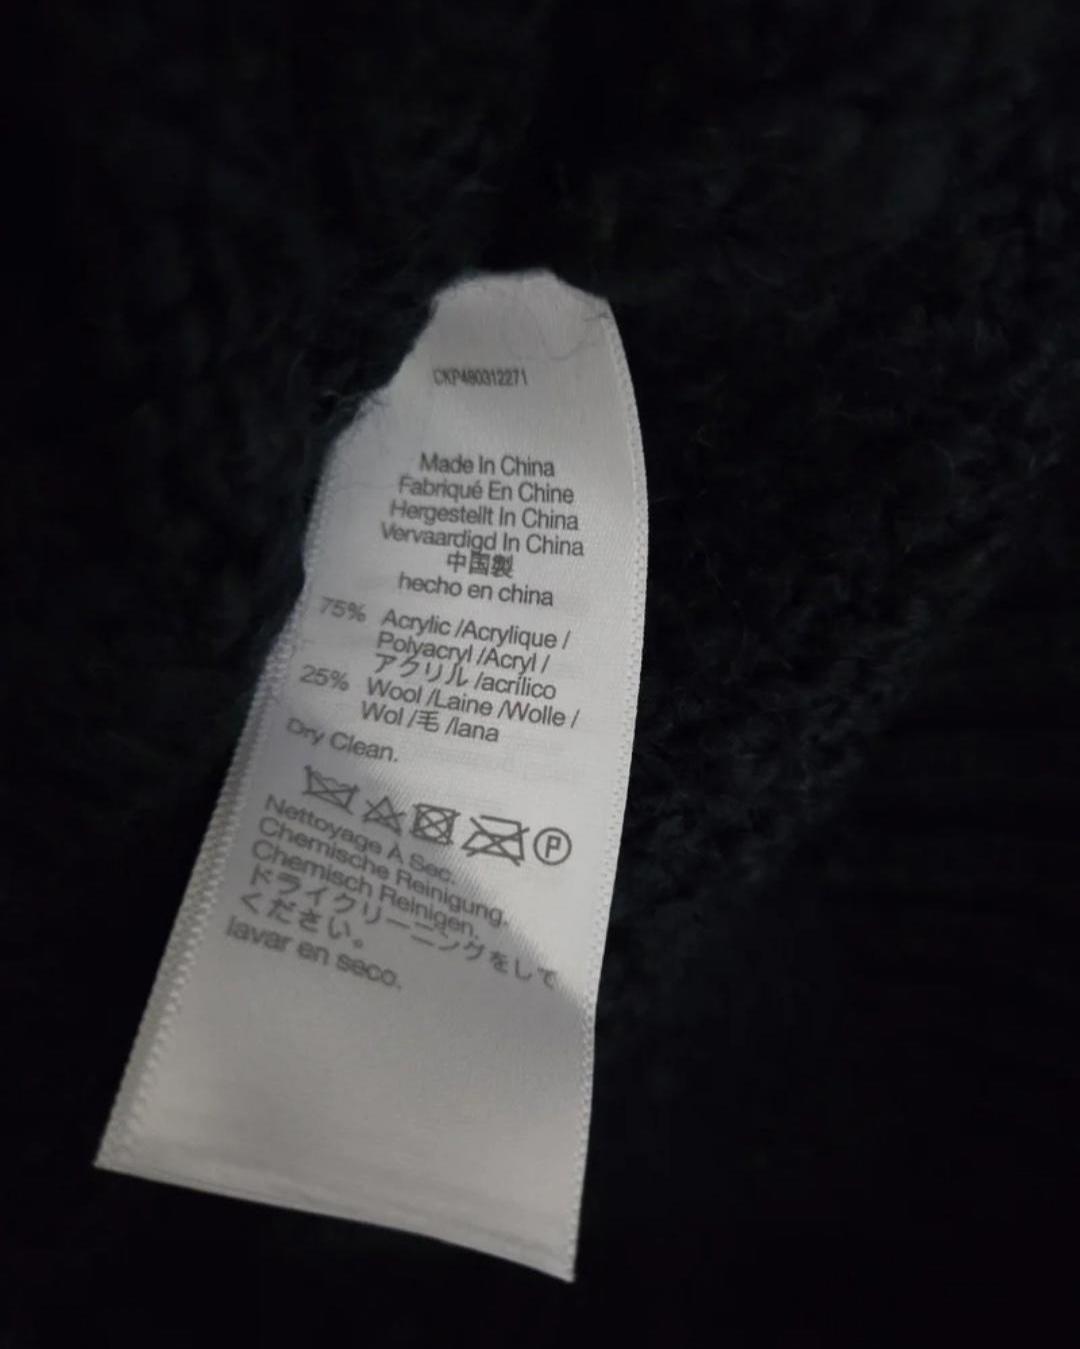 CKP480312271
Made In China
Fabriqué En Chine
Hergestellt In China
Vervaardigd In China
中国製
hecho en china
75% Acrylic /Acrylique /
Polyacryl /Acryl /
アクリル /acrílico
25% Wool /Laine /Wolle /
Wol /毛 /lana
Dry Clean.
P
Nettoyage À Sec.
Chemische Reinigung.
Chemisch Reinigen.
ドライクリーニングをして
ください。
lavar en seco.